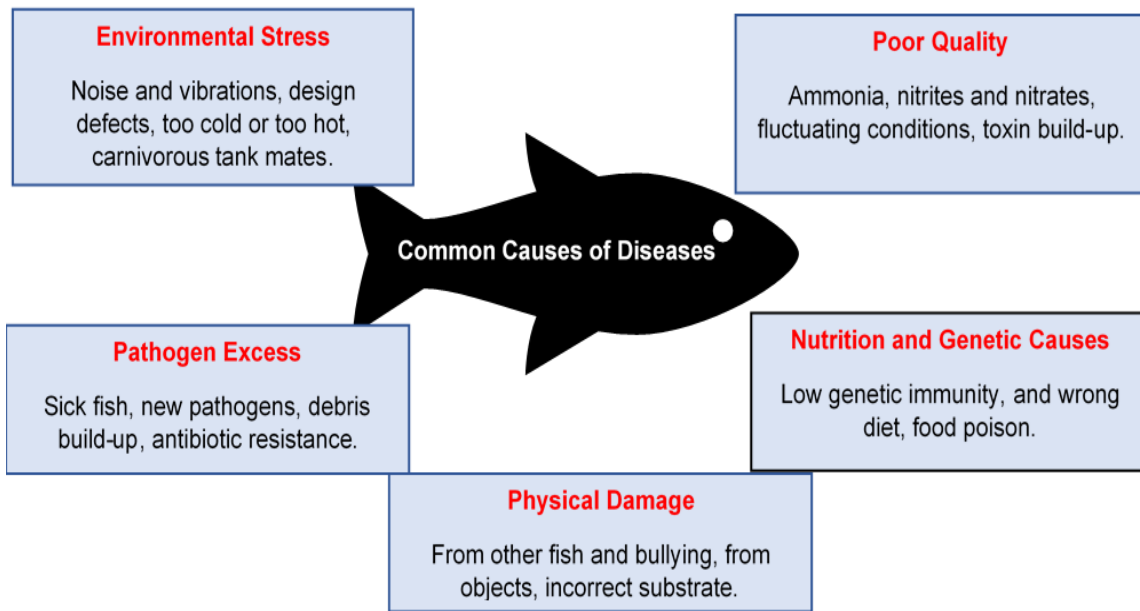 Environmental Stress
Noise and vibrations, design
defects, too cold or too hot,
carnivorous tank mates.
Poor Quality
Ammonia, nitrites and nitrates,
fluctuating conditions, toxin build-up.
Common Causes of Diseases
Pathogen Excess
Sick fish, new pathogens, debris
build-up, antibiotic resistance.
Nutrition and Genetic Causes
Low genetic immunity, and wrong
diet, food poison.
Physical Damage
From other fish and bullying, from
objects, incorrect substrate.